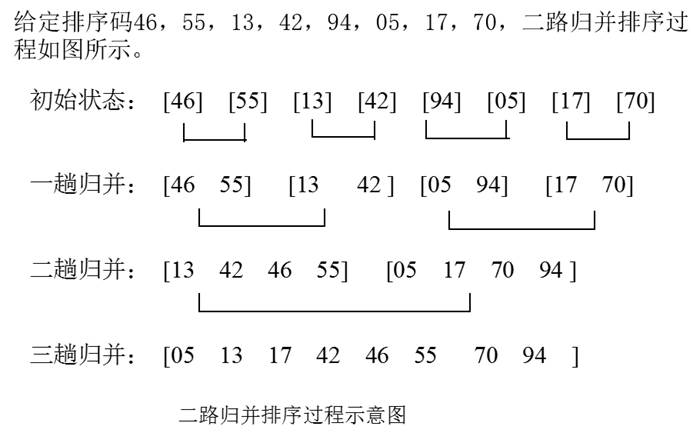 给定排序码46，55，13，42，94，05，17，70，二路归并排序过
程如图所示。
初始状态： [46] [55] [13] [42] [94] [05] [17] [70]
一趟归并： [46 55] [13 42 ] [05 94] [17 70]
二趟归并： [13 42 46 55] [05 17 70 94 ]
三趟归并： [05 13 17 42 46 55 70 94 ]
二路归并排序过程示意图